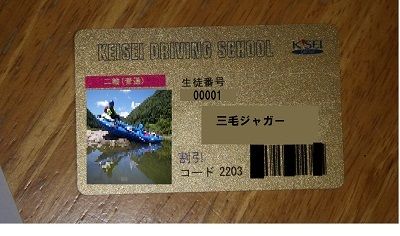 KEISEI DRIVING SCHOOL
KEISEI
二輪(普通)
生徒番号
00001
三毛ジャガー
割引
コード 2203